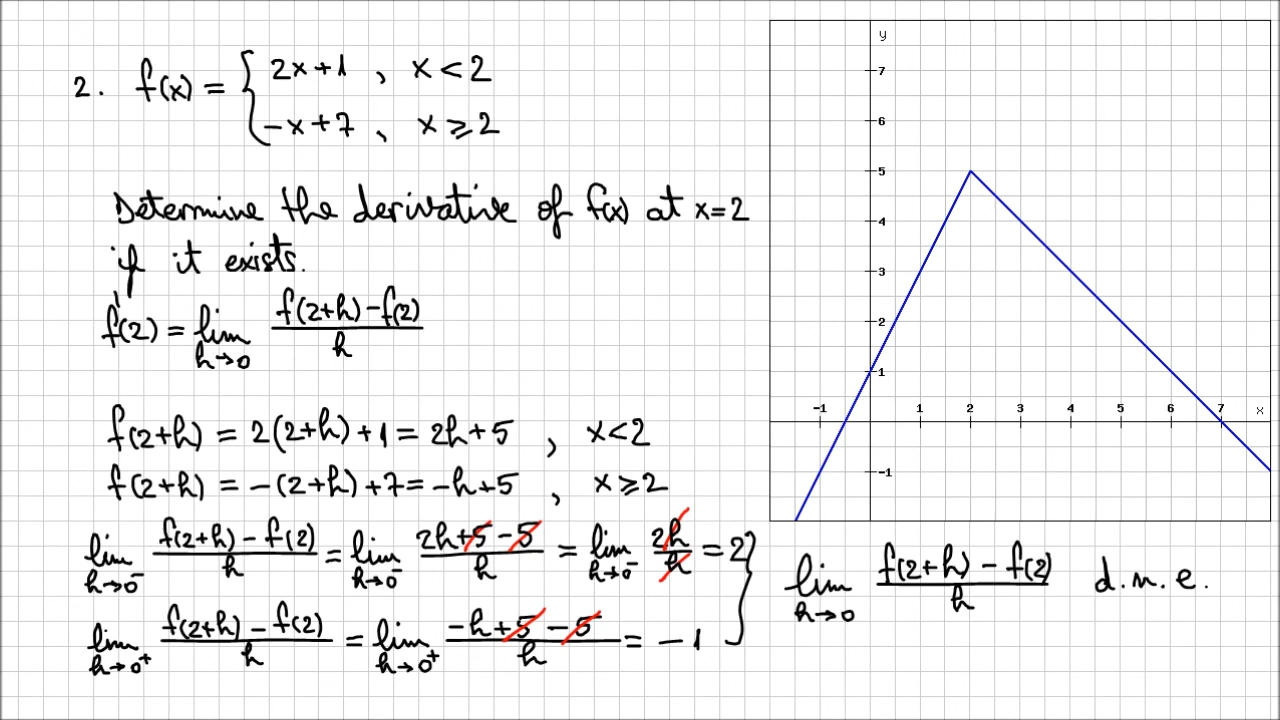 2. f(x) = { 2x+1 , x < 2
-x+7 , x ≥ 2
Determine the derivative of f(x) at x=2
if it exists.
f'(2) = lim h→0 f(2+h) - f(2) / h
f(2+h) = 2(2+h)+1 = 2h+5 , x<2
f(2+h) = -(2+h)+7 = -h+5 , x≥2
lim h→0⁻ f(2+h) - f(2) / h = lim h→0⁻ 2h+5-5 / h = lim h→0⁻ 2h / h = 2 }
lim h→0⁺ f(2+h) - f(2) / h = lim h→0⁺ -h+5-5 / h = -1
lim h→0 f(2+h) - f(2) / h d.n.e.
y
7
6
5
4
3
2
1
-1 1 2 3 4 5 6 7 x
-1